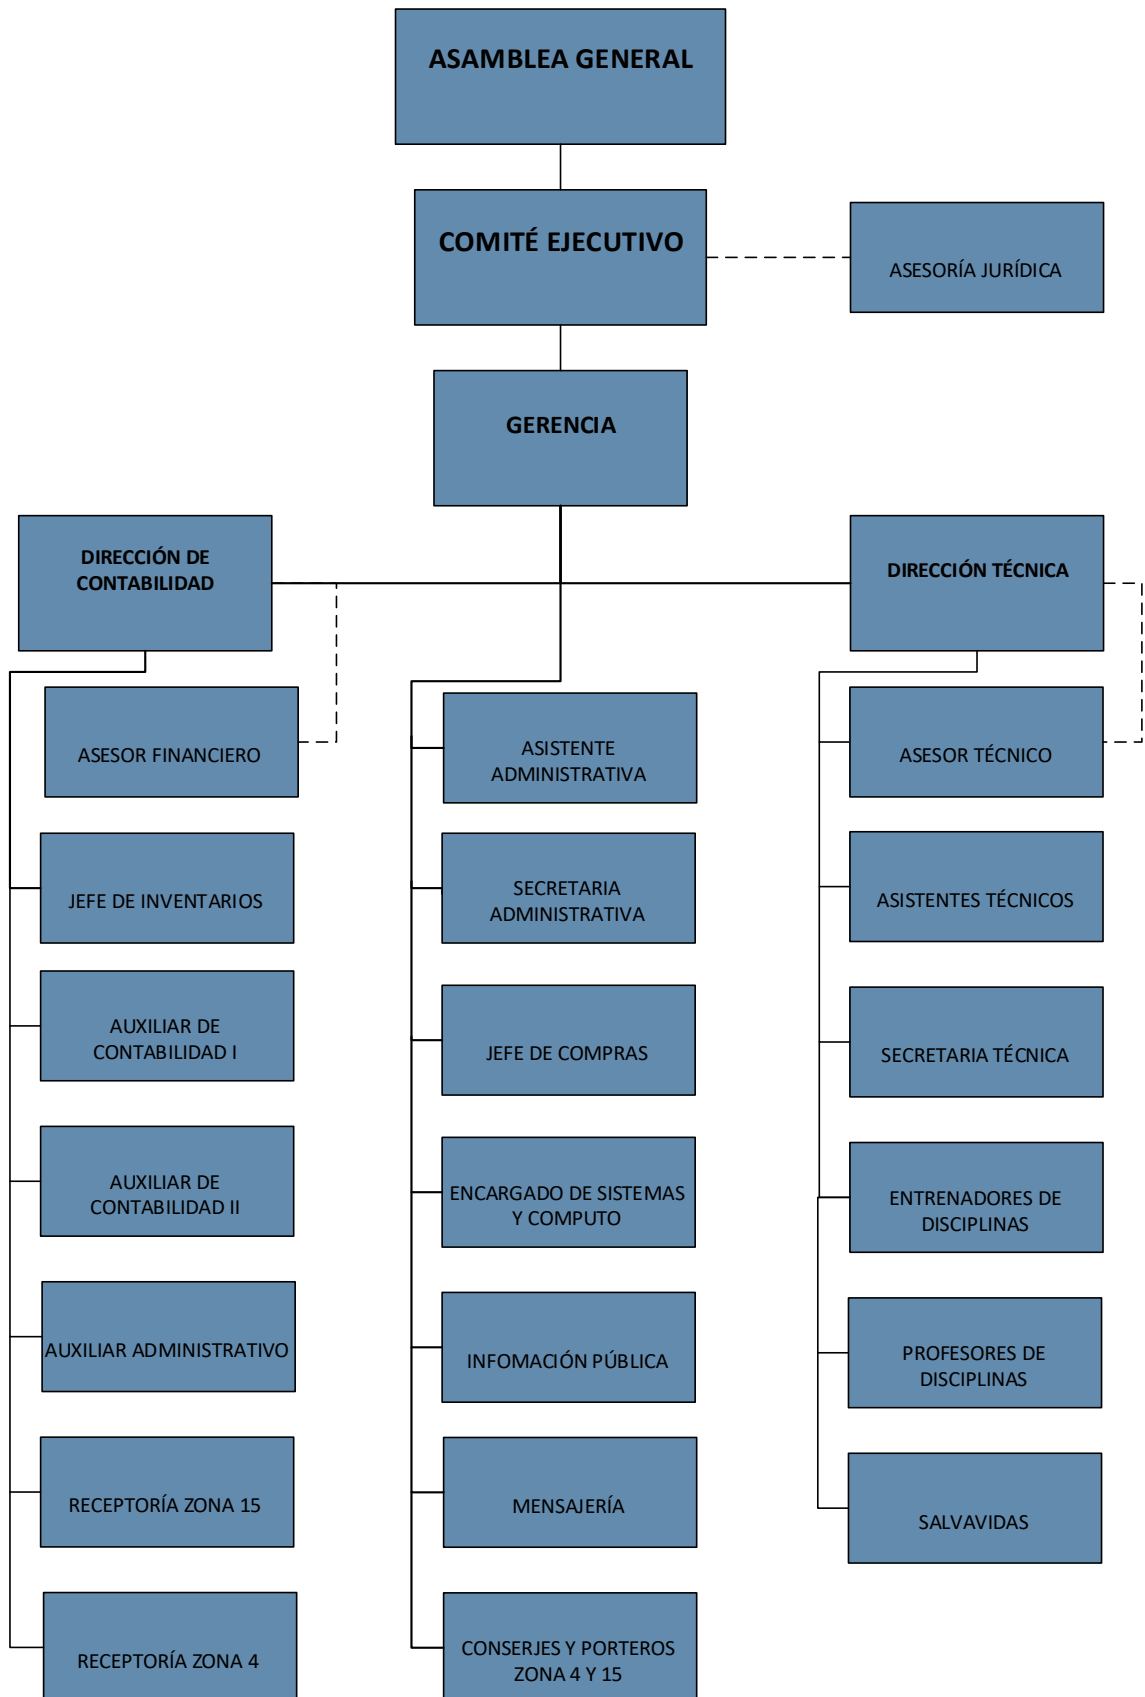 ASAMBLEA GENERAL
COMITÉ EJECUTIVO
ASESORÍA JURÍDICA
GERENCIA
DIRECCIÓN DE
CONTABILIDAD
DIRECCIÓN TÉCNICA
ASESOR FINANCIERO
JEFE DE INVENTARIOS
AUXILIAR DE
CONTABILIDAD I
AUXILIAR DE
CONTABILIDAD II
AUXILIAR ADMINISTRATIVO
RECEPTORÍA ZONA 15
RECEPTORÍA ZONA 4
ASISTENTE
ADMINISTRATIVA
SECRETARIA
ADMINISTRATIVA
JEFE DE COMPRAS
ENCARGADO DE SISTEMAS
Y COMPUTO
INFOMACIÓN PÚBLICA
MENSAJERÍA
CONSERJES Y PORTEROS
ZONA 4 Y 15
ASESOR TÉCNICO
ASISTENTES TÉCNICOS
SECRETARIA TÉCNICA
ENTRENADORES DE
DISCIPLINAS
PROFESORES DE
DISCIPLINAS
SALVAVIDAS